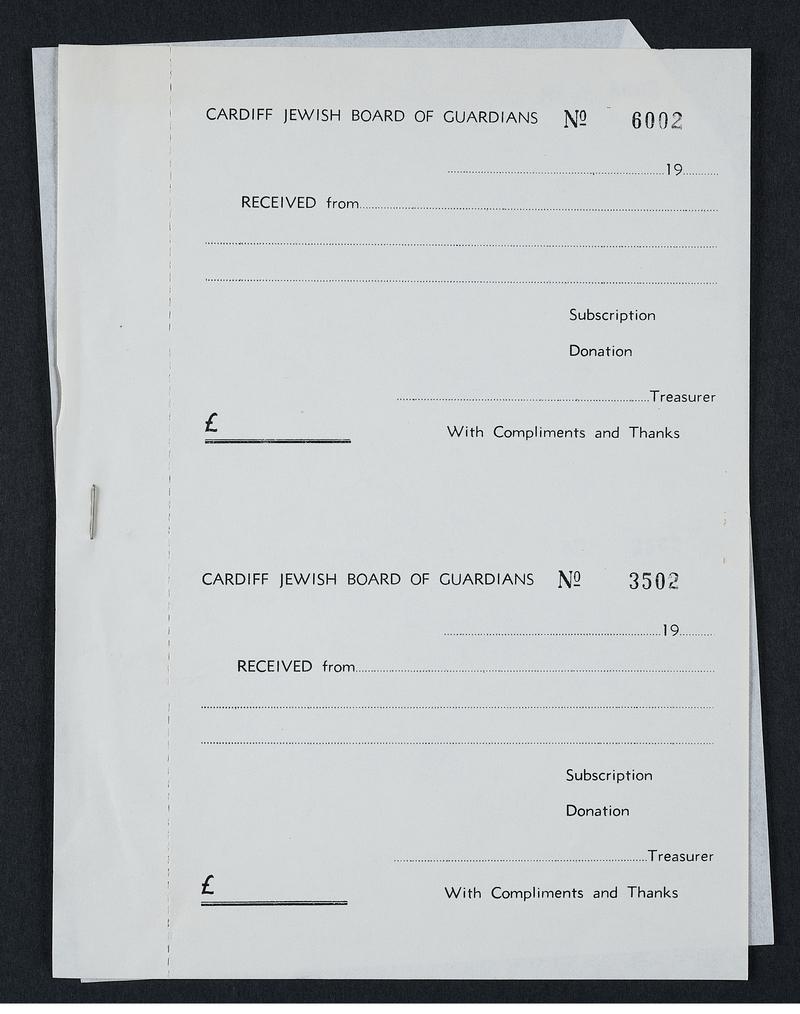 CARDIFF JEWISH BOARD OF GUARDIANS Nº 6002
19
RECEIVED from
Subscription
Donation
Treasurer
£
With Compliments and Thanks
CARDIFF JEWISH BOARD OF GUARDIANS Nº 3502
19
RECEIVED from
Subscription
Donation
Treasurer
£
With Compliments and Thanks